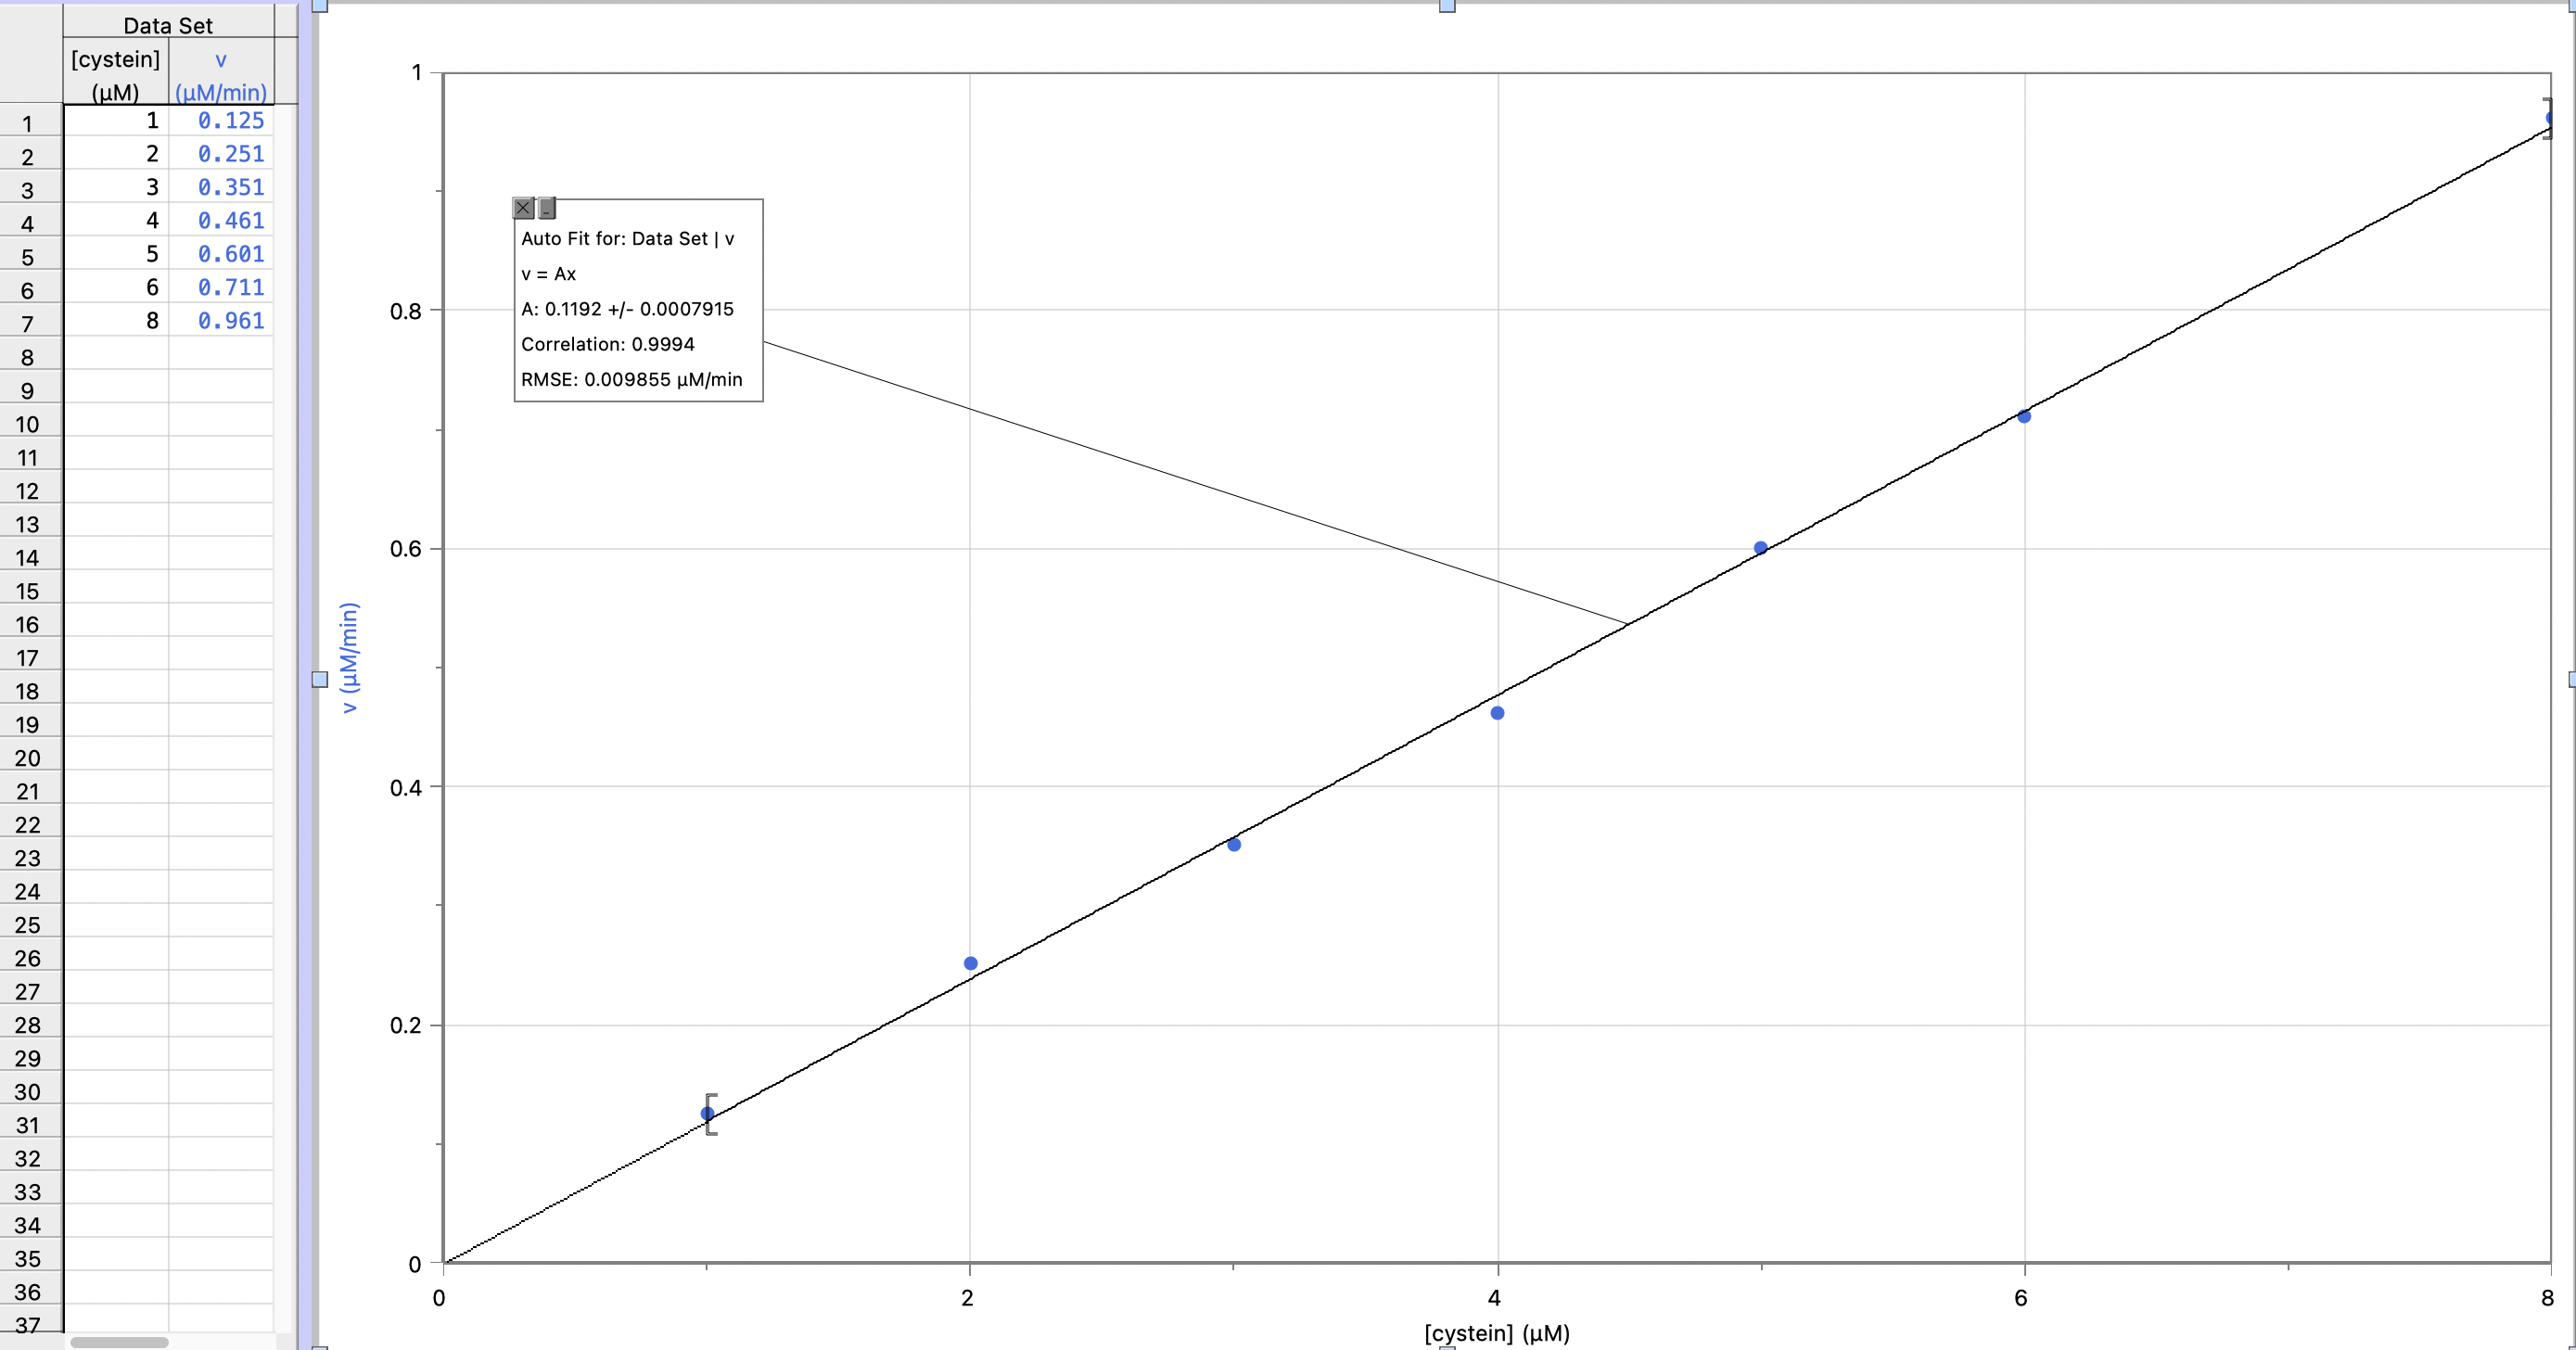 Data Set
[cystein] v
(µM) (µM/min)
1 1 0.125
2 2 0.251
3 3 0.351
4 4 0.461
5 5 0.601
6 6 0.711
7 8 0.961
8
9
10
11
12
13
14
15
16
17
18
19
20
21
22
23
24
25
26
27
28
29
30
31
32
33
34
35
36
37
v (µM/min)
1
0.8
0.6
0.4
0.2
0
Auto Fit for: Data Set | v
v = Ax
A: 0.1192 +/- 0.0007915
Correlation: 0.9994
RMSE: 0.009855 µM/min
0 2 4 6 8
[cystein] (µM)